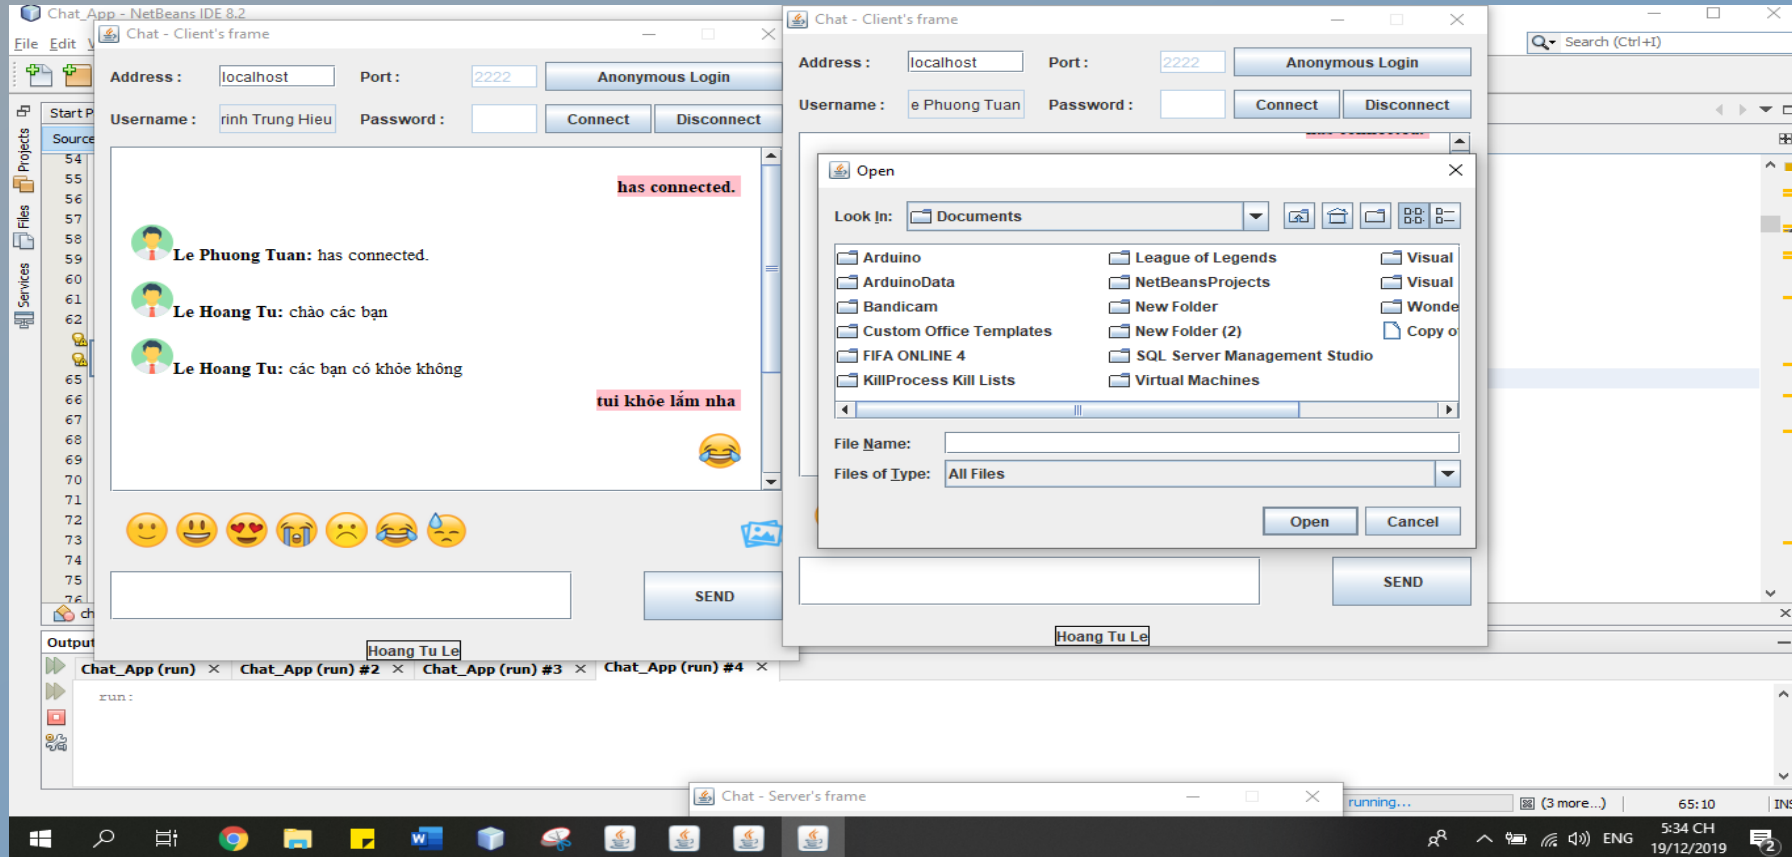 Chat_App - NetBeans IDE 8.2
File Edit
Search (Ctrl+I)
Start P
Source
Projects
Files
Services
54
55
56
57
58
59
60
61
62
65
66
67
68
69
70
71
72
73
74
75
76
ch
Chat - Client's frame
Address :
localhost
Port :
2222
Anonymous Login
Username :
rinh Trung Hieu
Password :
Connect
Disconnect
has connected.
Le Phuong Tuan: has connected.
Le Hoang Tu: chào các bạn
Le Hoang Tu: các bạn có khỏe không
tui khỏe lắm nha
SEND
Hoang Tu Le
Chat - Client's frame
Address :
localhost
Port :
2222
Anonymous Login
Username :
e Phuong Tuan
Password :
Connect
Disconnect
has connected.
Open
Look In:
Documents
Arduino
ArduinoData
Bandicam
Custom Office Templates
FIFA ONLINE 4
KillProcess Kill Lists
League of Legends
NetBeansProjects
New Folder
New Folder (2)
SQL Server Management Studio
Virtual Machines
Visual
Visual
Wonde
Copy o
File Name:
Files of Type:
All Files
Open
Cancel
SEND
Hoang Tu Le
Output
Chat_App (run) Chat_App (run) #2 Chat_App (run) #3 Chat_App (run) #4
run:
Chat - Server's frame
running...
(3 more...)
65:10
INS
ENG
5:34 CH
19/12/2019
2